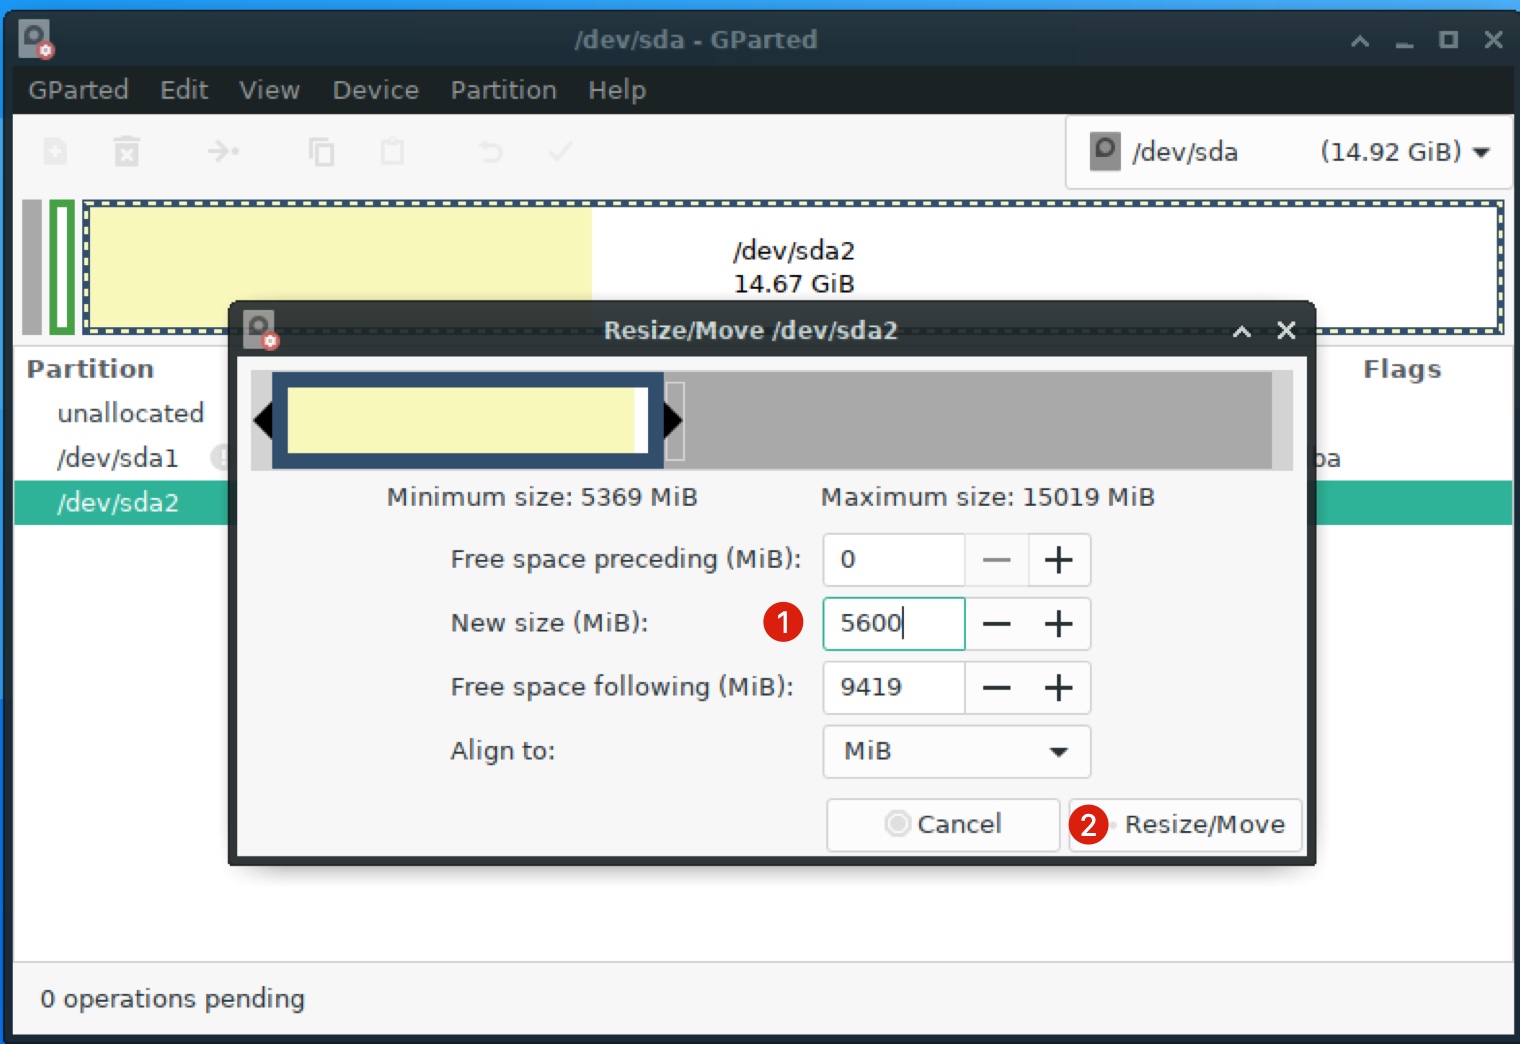 /dev/sda - GParted
GParted Edit View Device Partition Help
/dev/sda (14.92 GiB)
/dev/sda2
14.67 GiB
Resize/Move /dev/sda2
Partition Flags
unallocated
/dev/sda1 ba
/dev/sda2
Minimum size: 5369 MiB Maximum size: 15019 MiB
Free space preceding (MiB): 0
New size (MiB): 1 5600
Free space following (MiB): 9419
Align to: MiB
Cancel 2 Resize/Move
0 operations pending